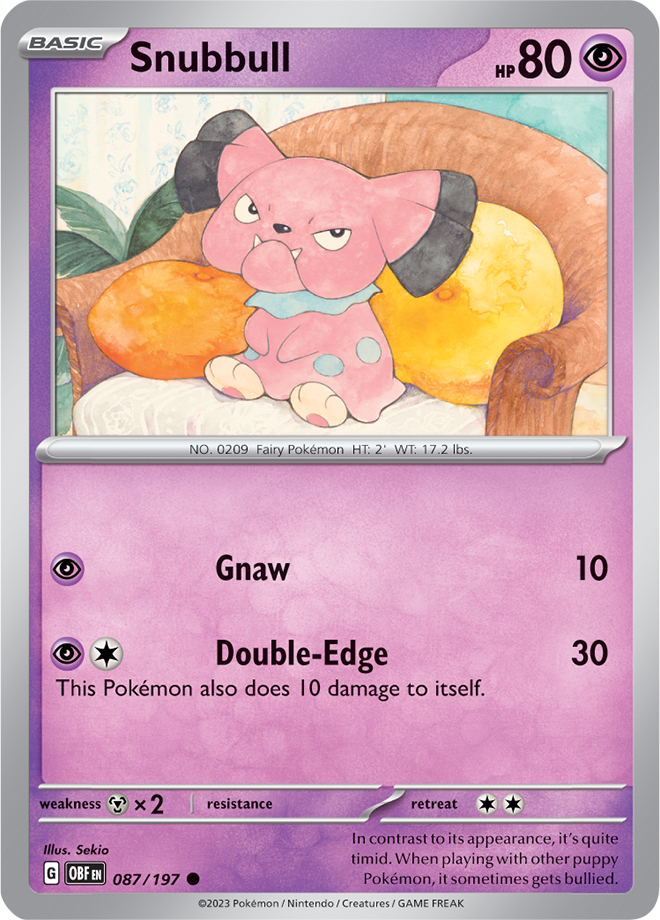 BASIC Snubbull HP 80
NO. 0209 Fairy Pokémon HT: 2' WT: 17.2 lbs.
Gnaw 10
Double-Edge 30
This Pokémon also does 10 damage to itself.
weakness ×2 resistance retreat
Illus. Sekio
G OBF EN 087/197
In contrast to its appearance, it's quite
timid. When playing with other puppy
Pokémon, it sometimes gets bullied.
©2023 Pokémon / Nintendo / Creatures / GAME FREAK